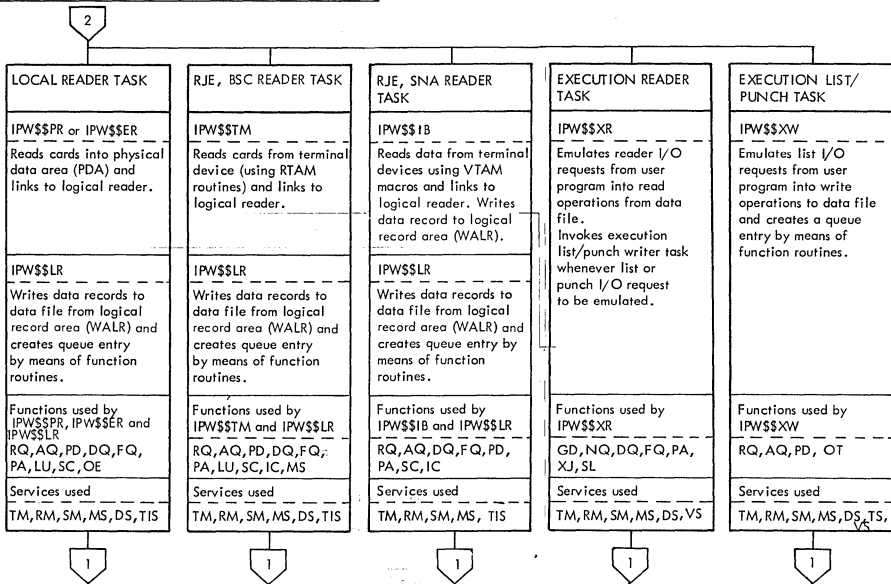 2
LOCAL READER TASK
IPW$$PR or IPW$$ER
Reads cards into physical
data area (PDA) and
links to logical reader.
IPW$$LR
Writes data records to
data file from logical
record area (WALR) and
creates queue entry
by means of function
routines.
Functions used by
IPW$$PR, IPW$$ER and
IPW$$LR
RQ,AQ,PD,DQ,FQ,
PA,LU,SC,OE
Services used
TM,RM,SM,MS,DS,TIS
1
RJE, BSC READER TASK
IPW$$TM
Reads cards from terminal
device (using RTAM
routines) and links to
logical reader.
IPW$$LR
Writes data records to
data file from logical
record area (WALR) and
creates queue entry
by means of function
routines.
Functions used by
IPW$$TM and IPW$$LR
RQ,AQ,PD,DQ,FQ,
PA,LU,SC,IC,MS
Services used
TM,RM,SM,MS,DS,TIS
1
RJE, SNA READER
TASK
IPW$$IB
Reads data from terminal
devices using VTAM
macros and links to
logical reader. Writes
data record to logical
record area (WALR).
IPW$$LR
Writes data records to
data file from logical
record area (WALR) and
creates queue entry by
means of function
routines.
Functions used by
IPW$$IB and IPW$$LR
RQ,AQ,DQ,FQ,PD,
PA,SC,IC
Services used
TM,RM,SM,MS, TIS
1
EXECUTION READER
TASK
IPW$$XR
Emulates reader I/O
requests from user
program into read
operations from data
file.
Invokes execution
list/punch writer task
whenever list or
punch I/O request
to be emulated.
Functions used by
IPW$$XR
GD,NQ,DQ,FQ,PA,
XJ,SL
Services used
TM,RM,SM,MS,DS,VS
1
EXECUTION LIST/
PUNCH TASK
IPW$$XW
Emulates list I/O
requests from user
program into write
operations to data file
and creates a queue
entry by means of
function routines.
Functions used by
IPW$$XW
RQ,AQ,PD, OT
Services used
TM,RM,SM,MS,DS,TS,
VS
1